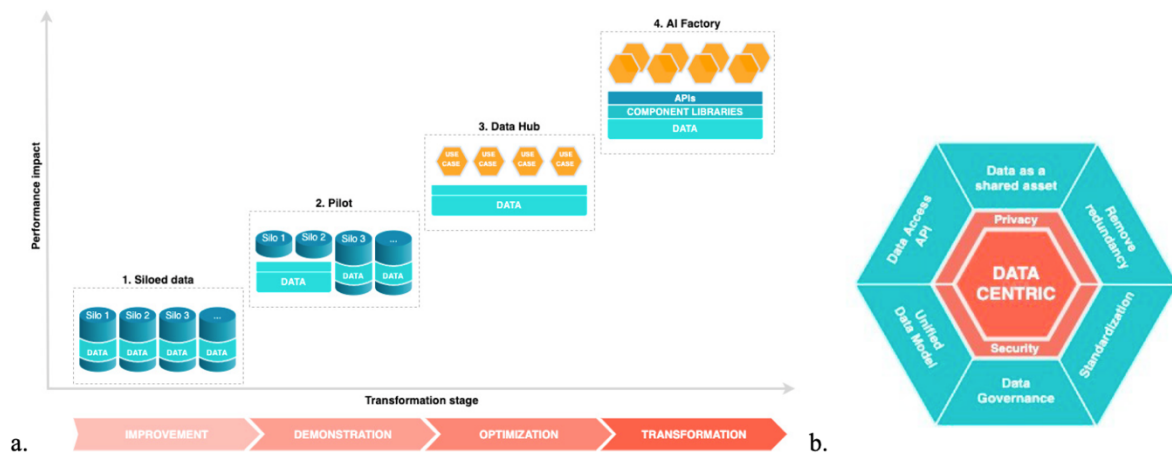 4. AI Factory
APIs
COMPONENT LIBRARIES
DATA
3. Data Hub
USE
CASE
USE
CASE
USE
CASE
USE
CASE
DATA
2. Pilot
Silo 1
Silo 2
Silo 3
...
DATA
DATA
DATA
1. Siloed data
Silo 1
Silo 2
Silo 3
...
DATA
DATA
DATA
DATA
Performance impact
Transformation stage
a.
IMPROVEMENT
DEMONSTRATION
OPTIMIZATION
TRANSFORMATION
Data as a
shared asset
Remove
redundancy
Standardization
Data
Governance
Unified
Data Model
Data Access
API
Privacy
DATA
CENTRIC
Security
b.